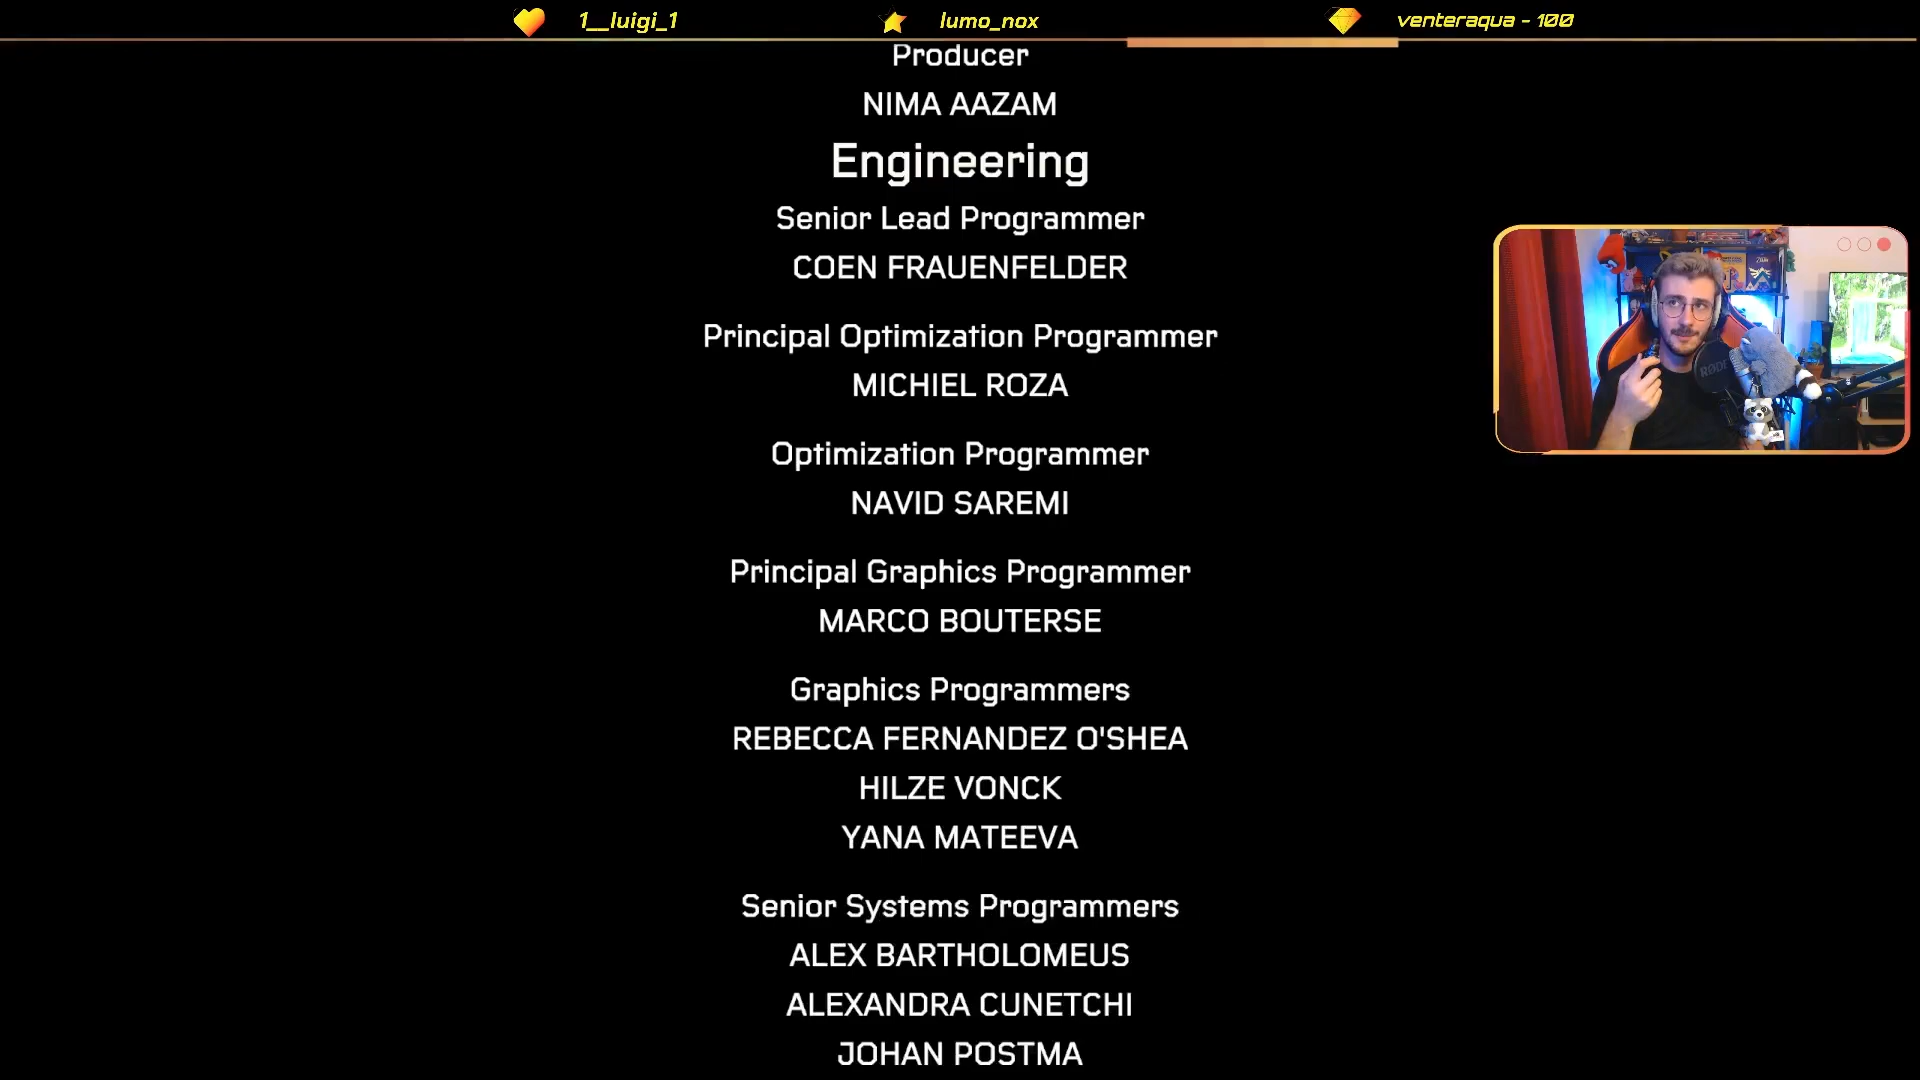 1__luigi_1
lumo_nox
venteraqua - 100
Producer
NIMA AAZAM
Engineering
Senior Lead Programmer
COEN FRAUENFELDER
Principal Optimization Programmer
MICHIEL ROZA
Optimization Programmer
NAVID SAREMI
Principal Graphics Programmer
MARCO BOUTERSE
Graphics Programmers
REBECCA FERNANDEZ O'SHEA
HILZE VONCK
YANA MATEEVA
Senior Systems Programmers
ALEX BARTHOLOMEUS
ALEXANDRA CUNETCHI
JOHAN POSTMA
RØDE